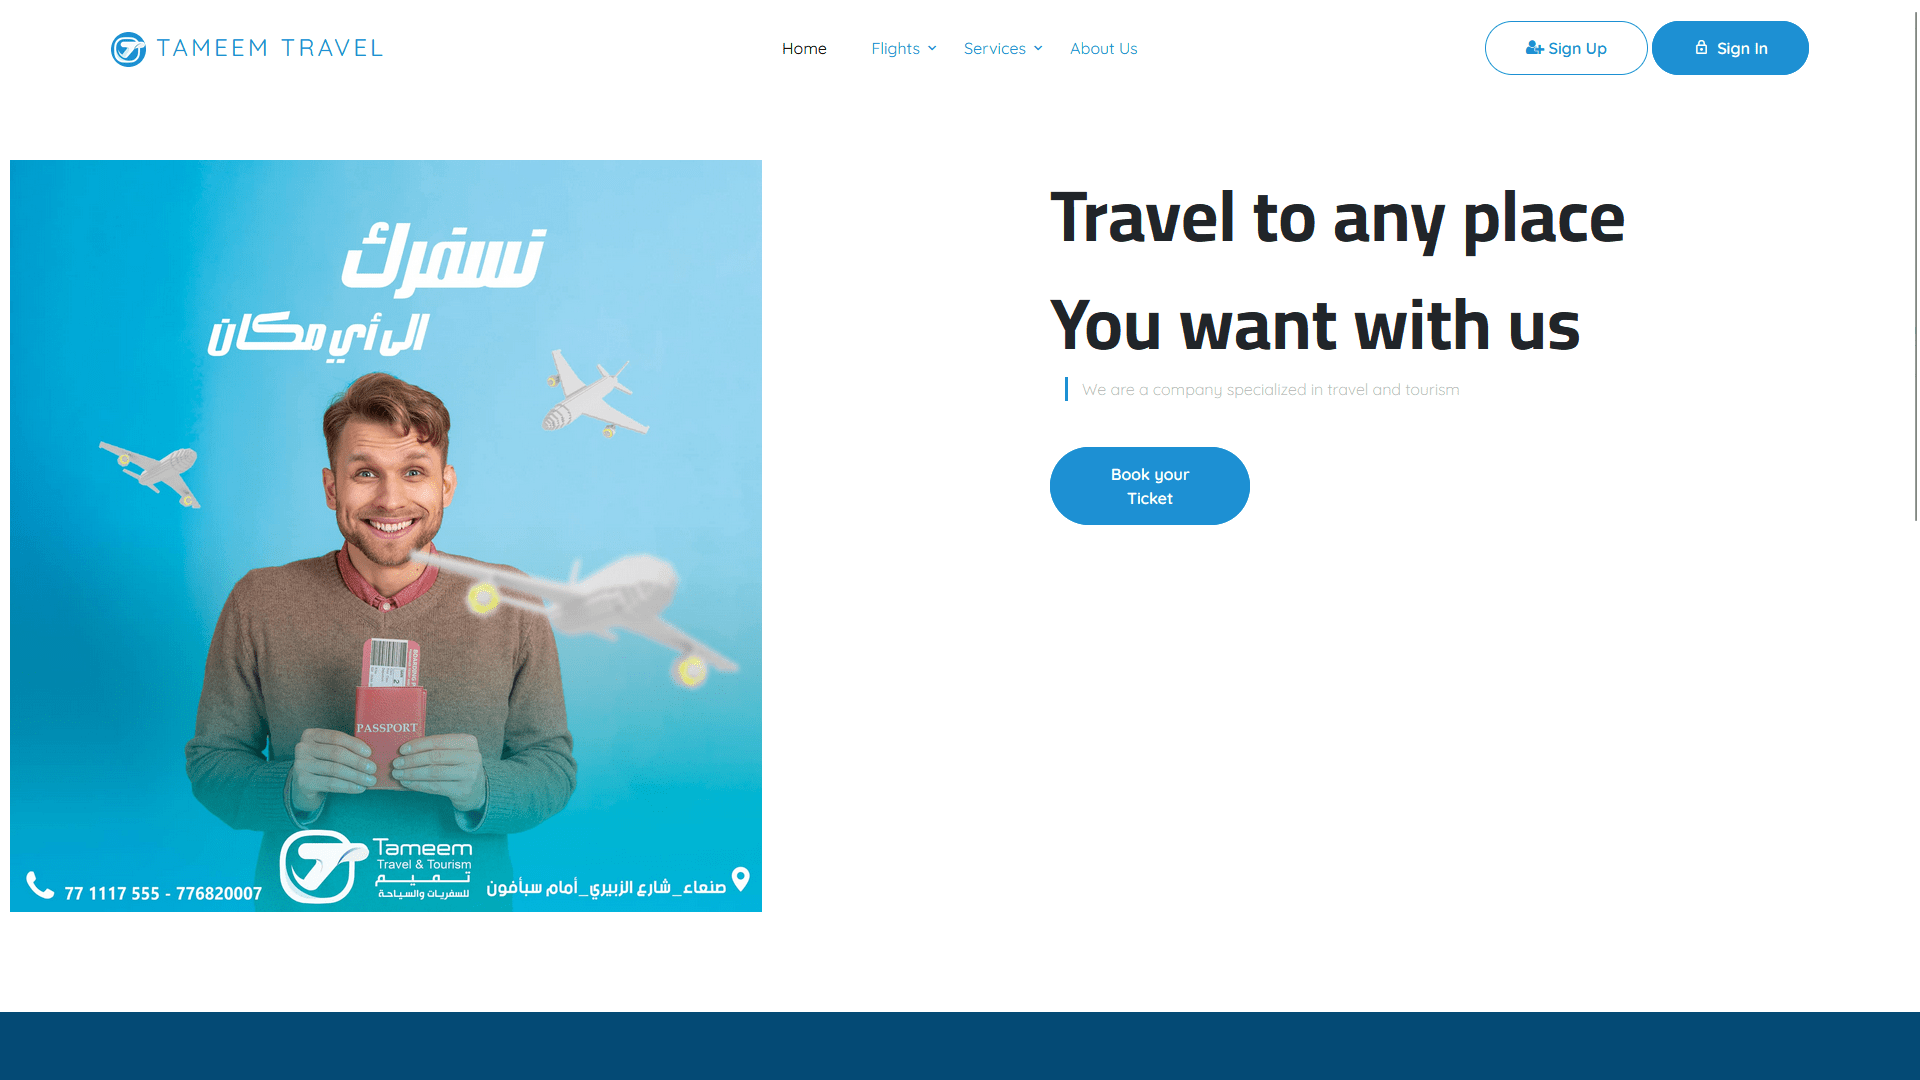 TAMEEM TRAVEL
Home
Flights
Services
About Us
Sign Up
Sign In
نسفرك
الى أي مكان
PASSPORT
Tameem
Travel & Tourism
تميم
للسفريات والسياحة
77 1117 555 - 776820007
صنعاء_شارع الزبيري_أمام سبأفون
Travel to any place
You want with us
We are a company specialized in travel and tourism
Book your
Ticket